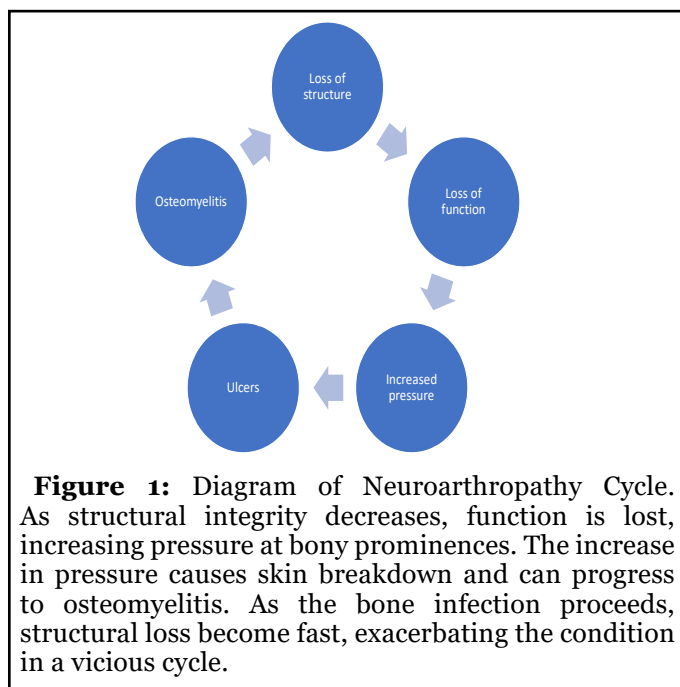 Loss of
structure
Loss of
function
Increased
pressure
Ulcers
Osteomyelitis
Figure 1: Diagram of Neuroarthropathy Cycle.
As structural integrity decreases, function is lost,
increasing pressure at bony prominences. The increase
in pressure causes skin breakdown and can progress
to osteomyelitis. As the bone infection proceeds,
structural loss become fast, exacerbating the condition
in a vicious cycle.